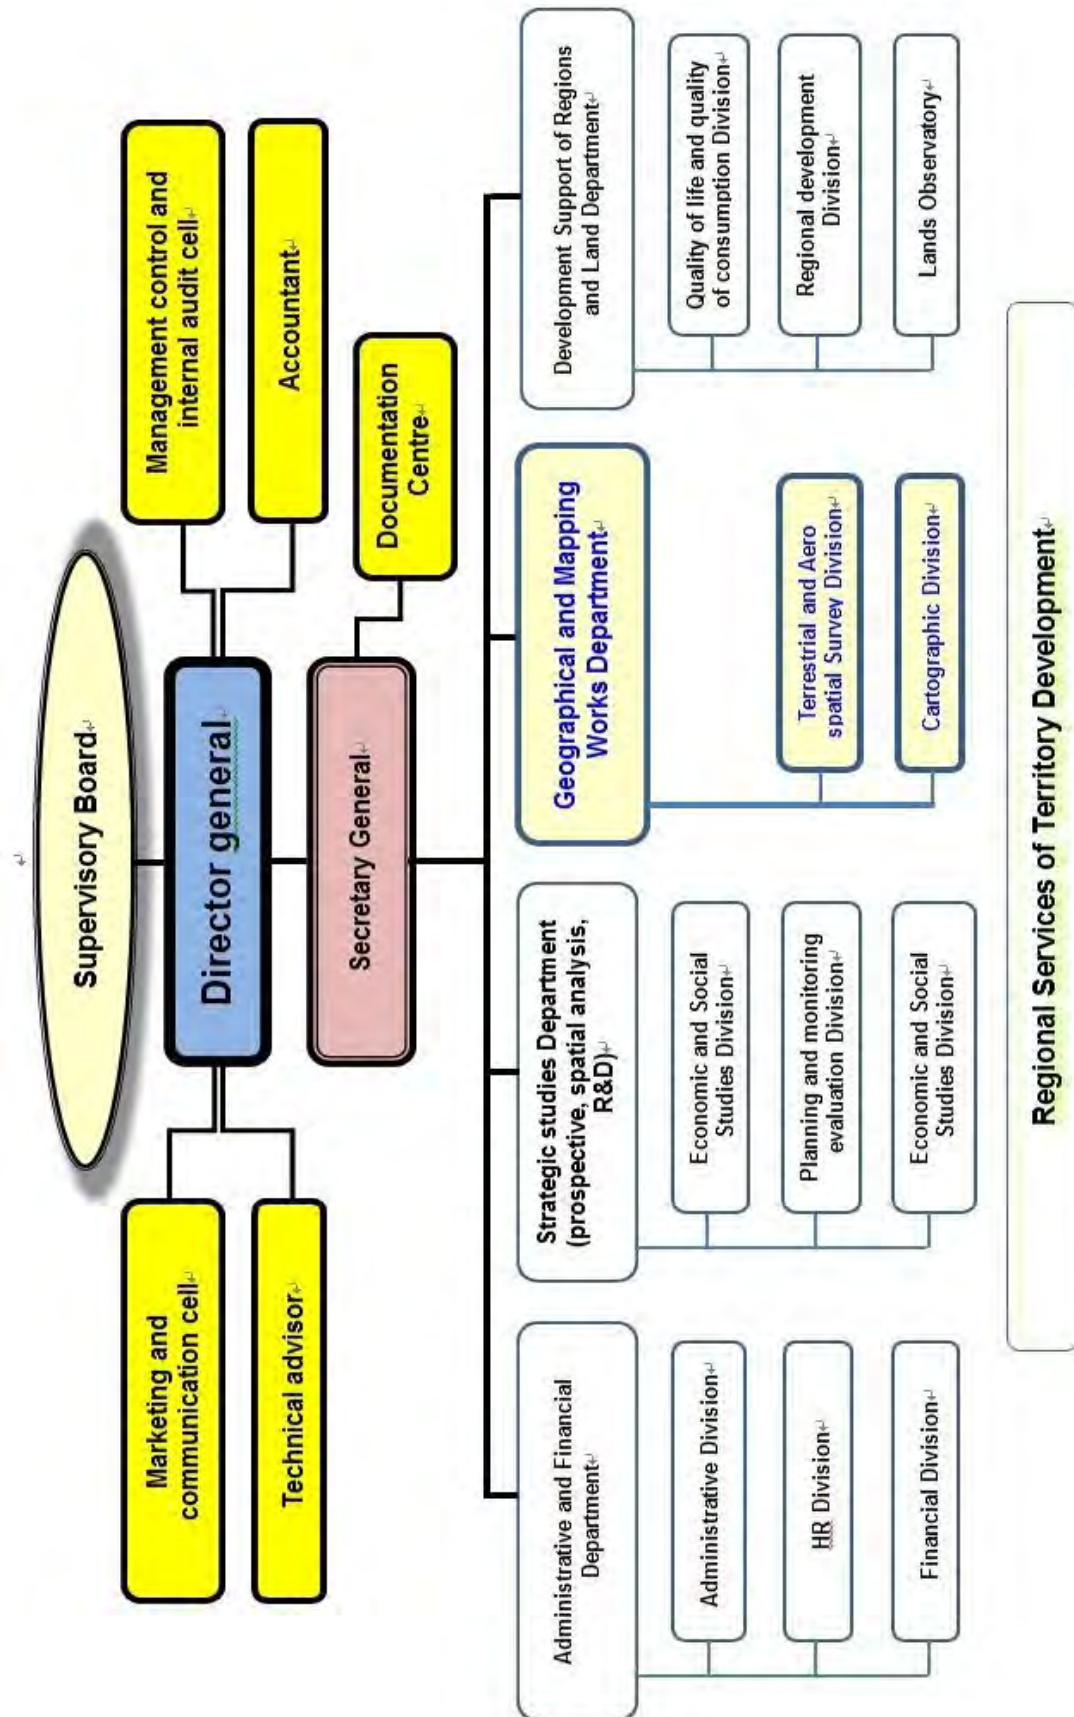 Supervisory Board
Marketing and
communication cell
Technical advisor
Director general
Management control and
internal audit cell
Accountant
Secretary General
Documentation
Centre
Administrative and Financial
Department
Administrative Division
HR Division
Financial Division
Strategic studies Department
(prospective, spatial analysis,
R&D)
Economic and Social
Studies Division
Planning and monitoring
evaluation Division
Economic and Social
Studies Division
Geographical and Mapping
Works Department
Terrestrial and Aero
spatial Survey Division
Cartographic Division
Development Support of Regions
and Land Department
Quality of life and quality
of consumption Division
Regional development
Division
Lands Observatory
Regional Services of Territory Development